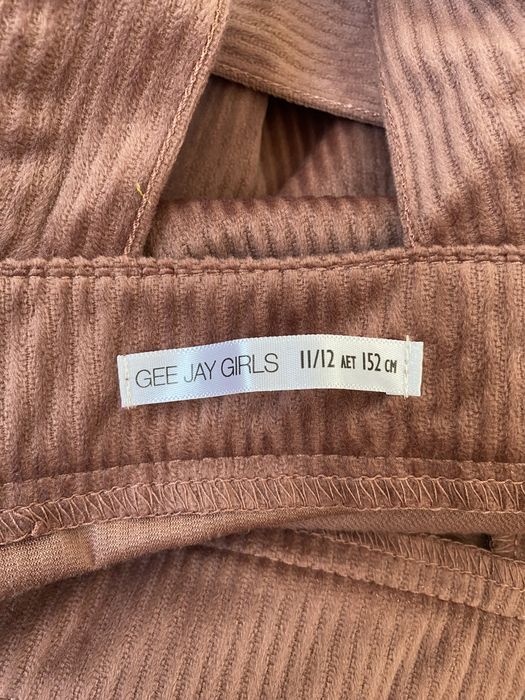 GEE JAY GIRLS 11/12 ЛЕТ 152 CM